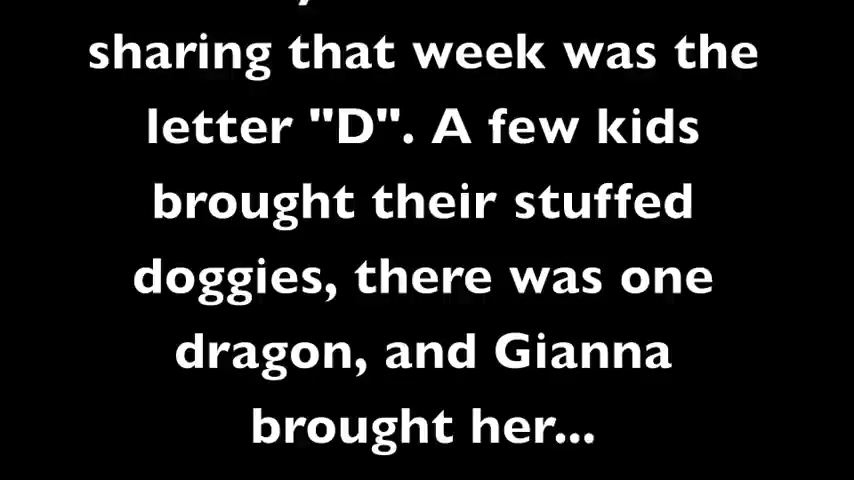 sharing that week was the
letter "D". A few kids
brought their stuffed
doggies, there was one
dragon, and Gianna
brought her...